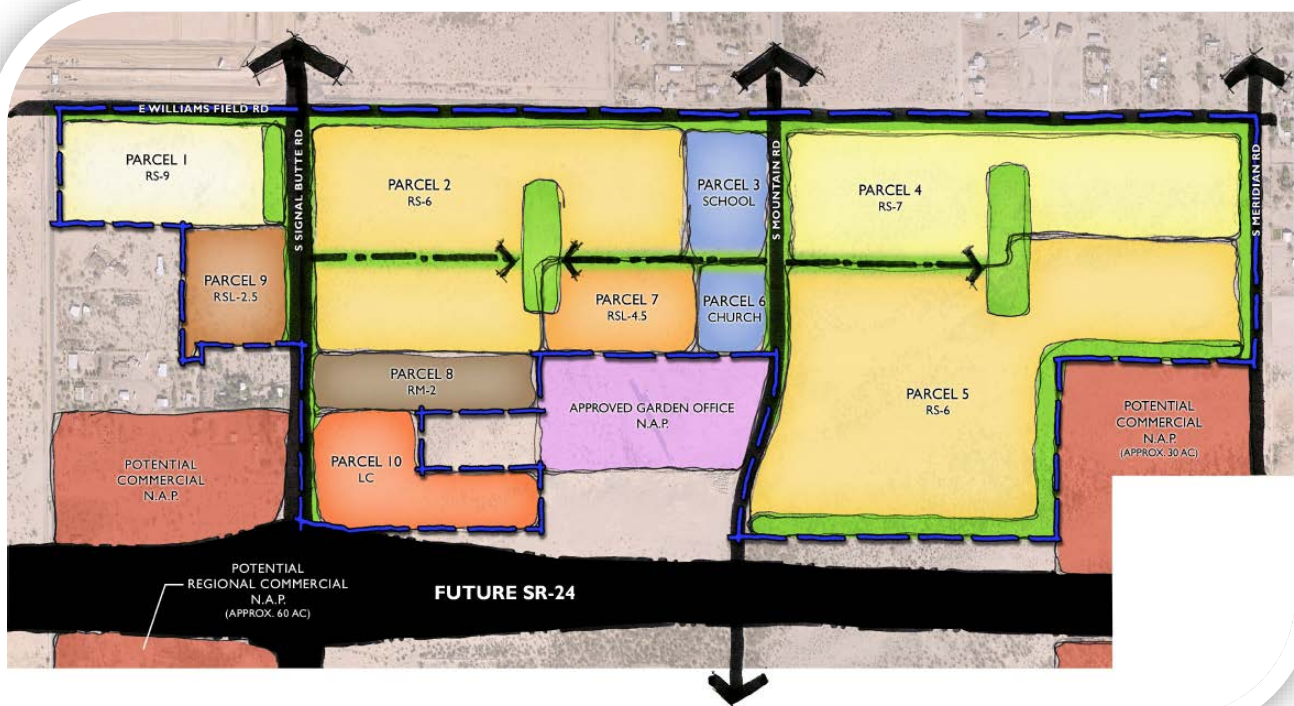 E WILLIAMS FIELD RD
S SIGNAL BUTTE RD
S MOUNTAIN RD
S MERIDIAN RD
PARCEL 1
RS-9
PARCEL 2
RS-6
PARCEL 3
SCHOOL
PARCEL 4
RS-7
PARCEL 9
RSL-2.5
PARCEL 7
RSL-4.5
PARCEL 6
CHURCH
PARCEL 8
RM-2
APPROVED GARDEN OFFICE
N.A.P.
PARCEL 5
RS-6
POTENTIAL
COMMERCIAL
N.A.P.
(APPROX. 30 AC)
POTENTIAL
COMMERCIAL
N.A.P.
PARCEL 10
LC
POTENTIAL
REGIONAL COMMERCIAL
N.A.P.
(APPROX. 60 AC)
FUTURE SR-24